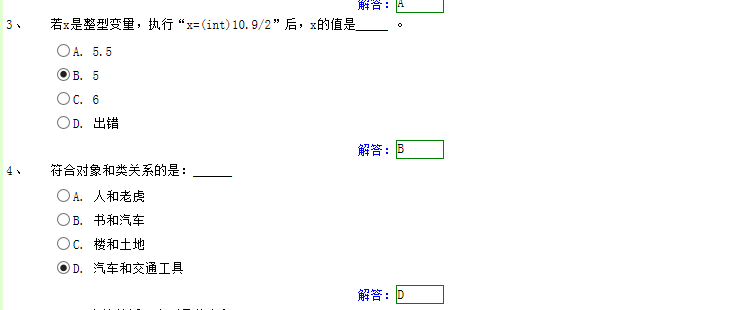 解答: A
3、 若x是整型变量，执行“x=(int)10.9/2”后，x的值是_____ 。
A. 5.5
B. 5
C. 6
D. 出错
解答: B
4、 符合对象和类关系的是：______
A. 人和老虎
B. 书和汽车
C. 楼和土地
D. 汽车和交通工具
解答: D